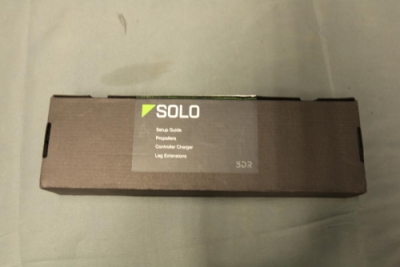 SOLO
Setup Guide
Propellers
Controller Charger
Leg Extensions
3DR